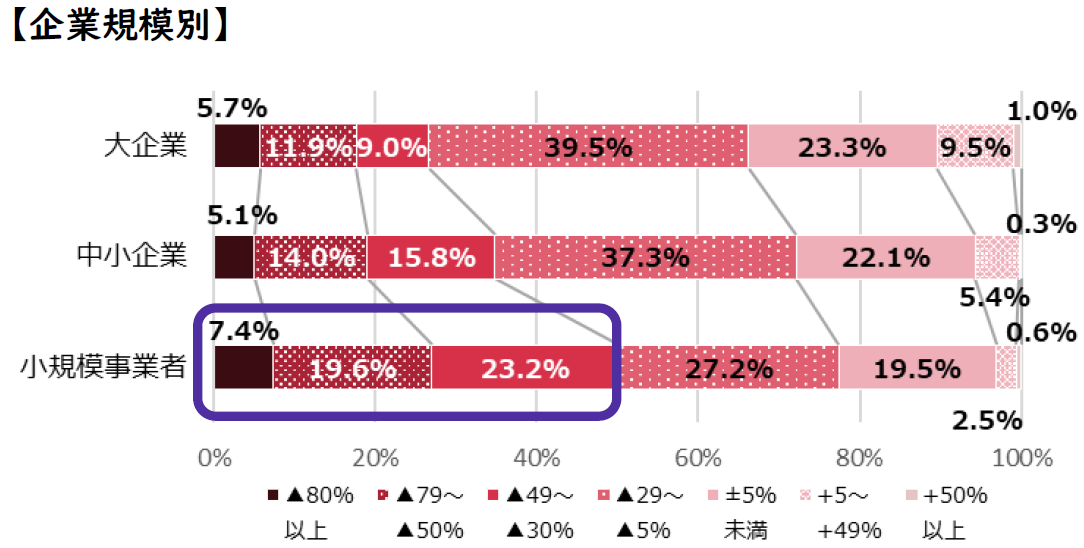 【企業規模別】
5.7%
1.0%
大企業
11.9% 9.0% 39.5% 23.3% 9.5%
5.1%
0.3%
中小企業
14.0% 15.8% 37.3% 22.1%
5.4%
7.4%
0.6%
小規模事業者
19.6% 23.2% 27.2% 19.5%
2.5%
0% 20% 40% 60% 80% 100%
▲80% ▲79～ ▲49～ ▲29～ ±5% +5～ +50%
以上 ▲50% ▲30% ▲5% 未満 +49% 以上